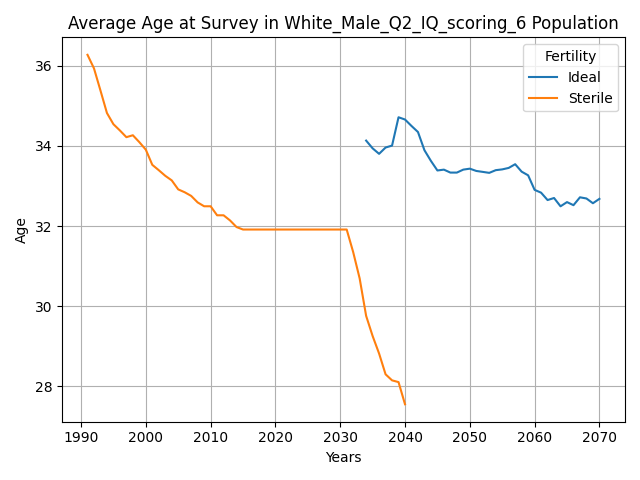 Average Age at Survey in White_Male_Q2_IQ_scoring_6 Population
Fertility
Ideal
Sterile
Age
36
34
32
30
28
1990 2000 2010 2020 2030 2040 2050 2060 2070
Years